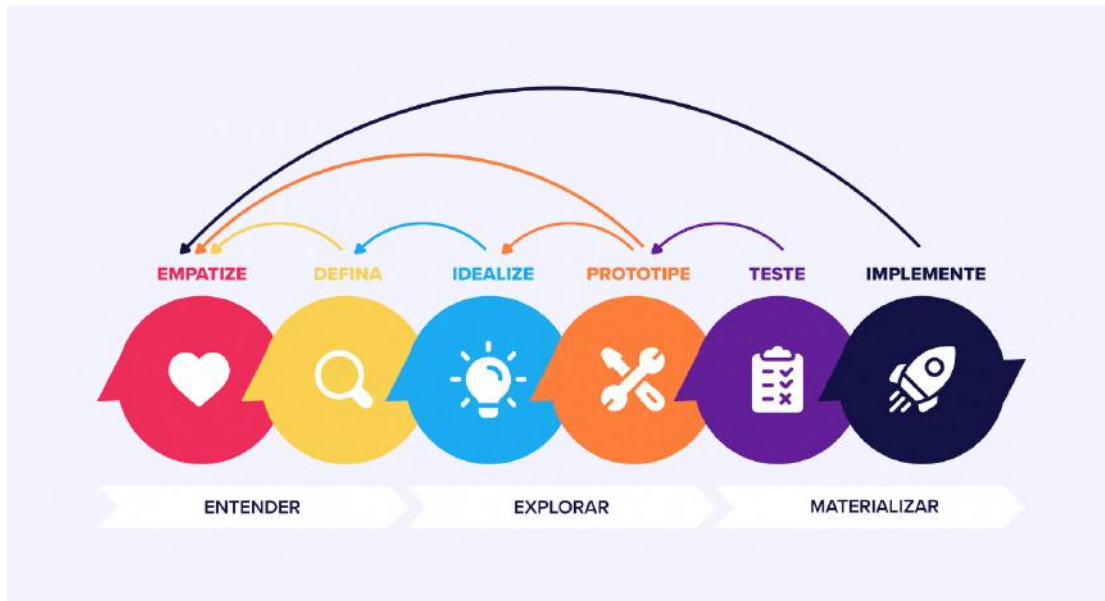 EMPATIZE DEFINA IDEALIZE PROTOTIPE TESTE IMPLEMENTE
ENTENDER EXPLORAR MATERIALIZAR